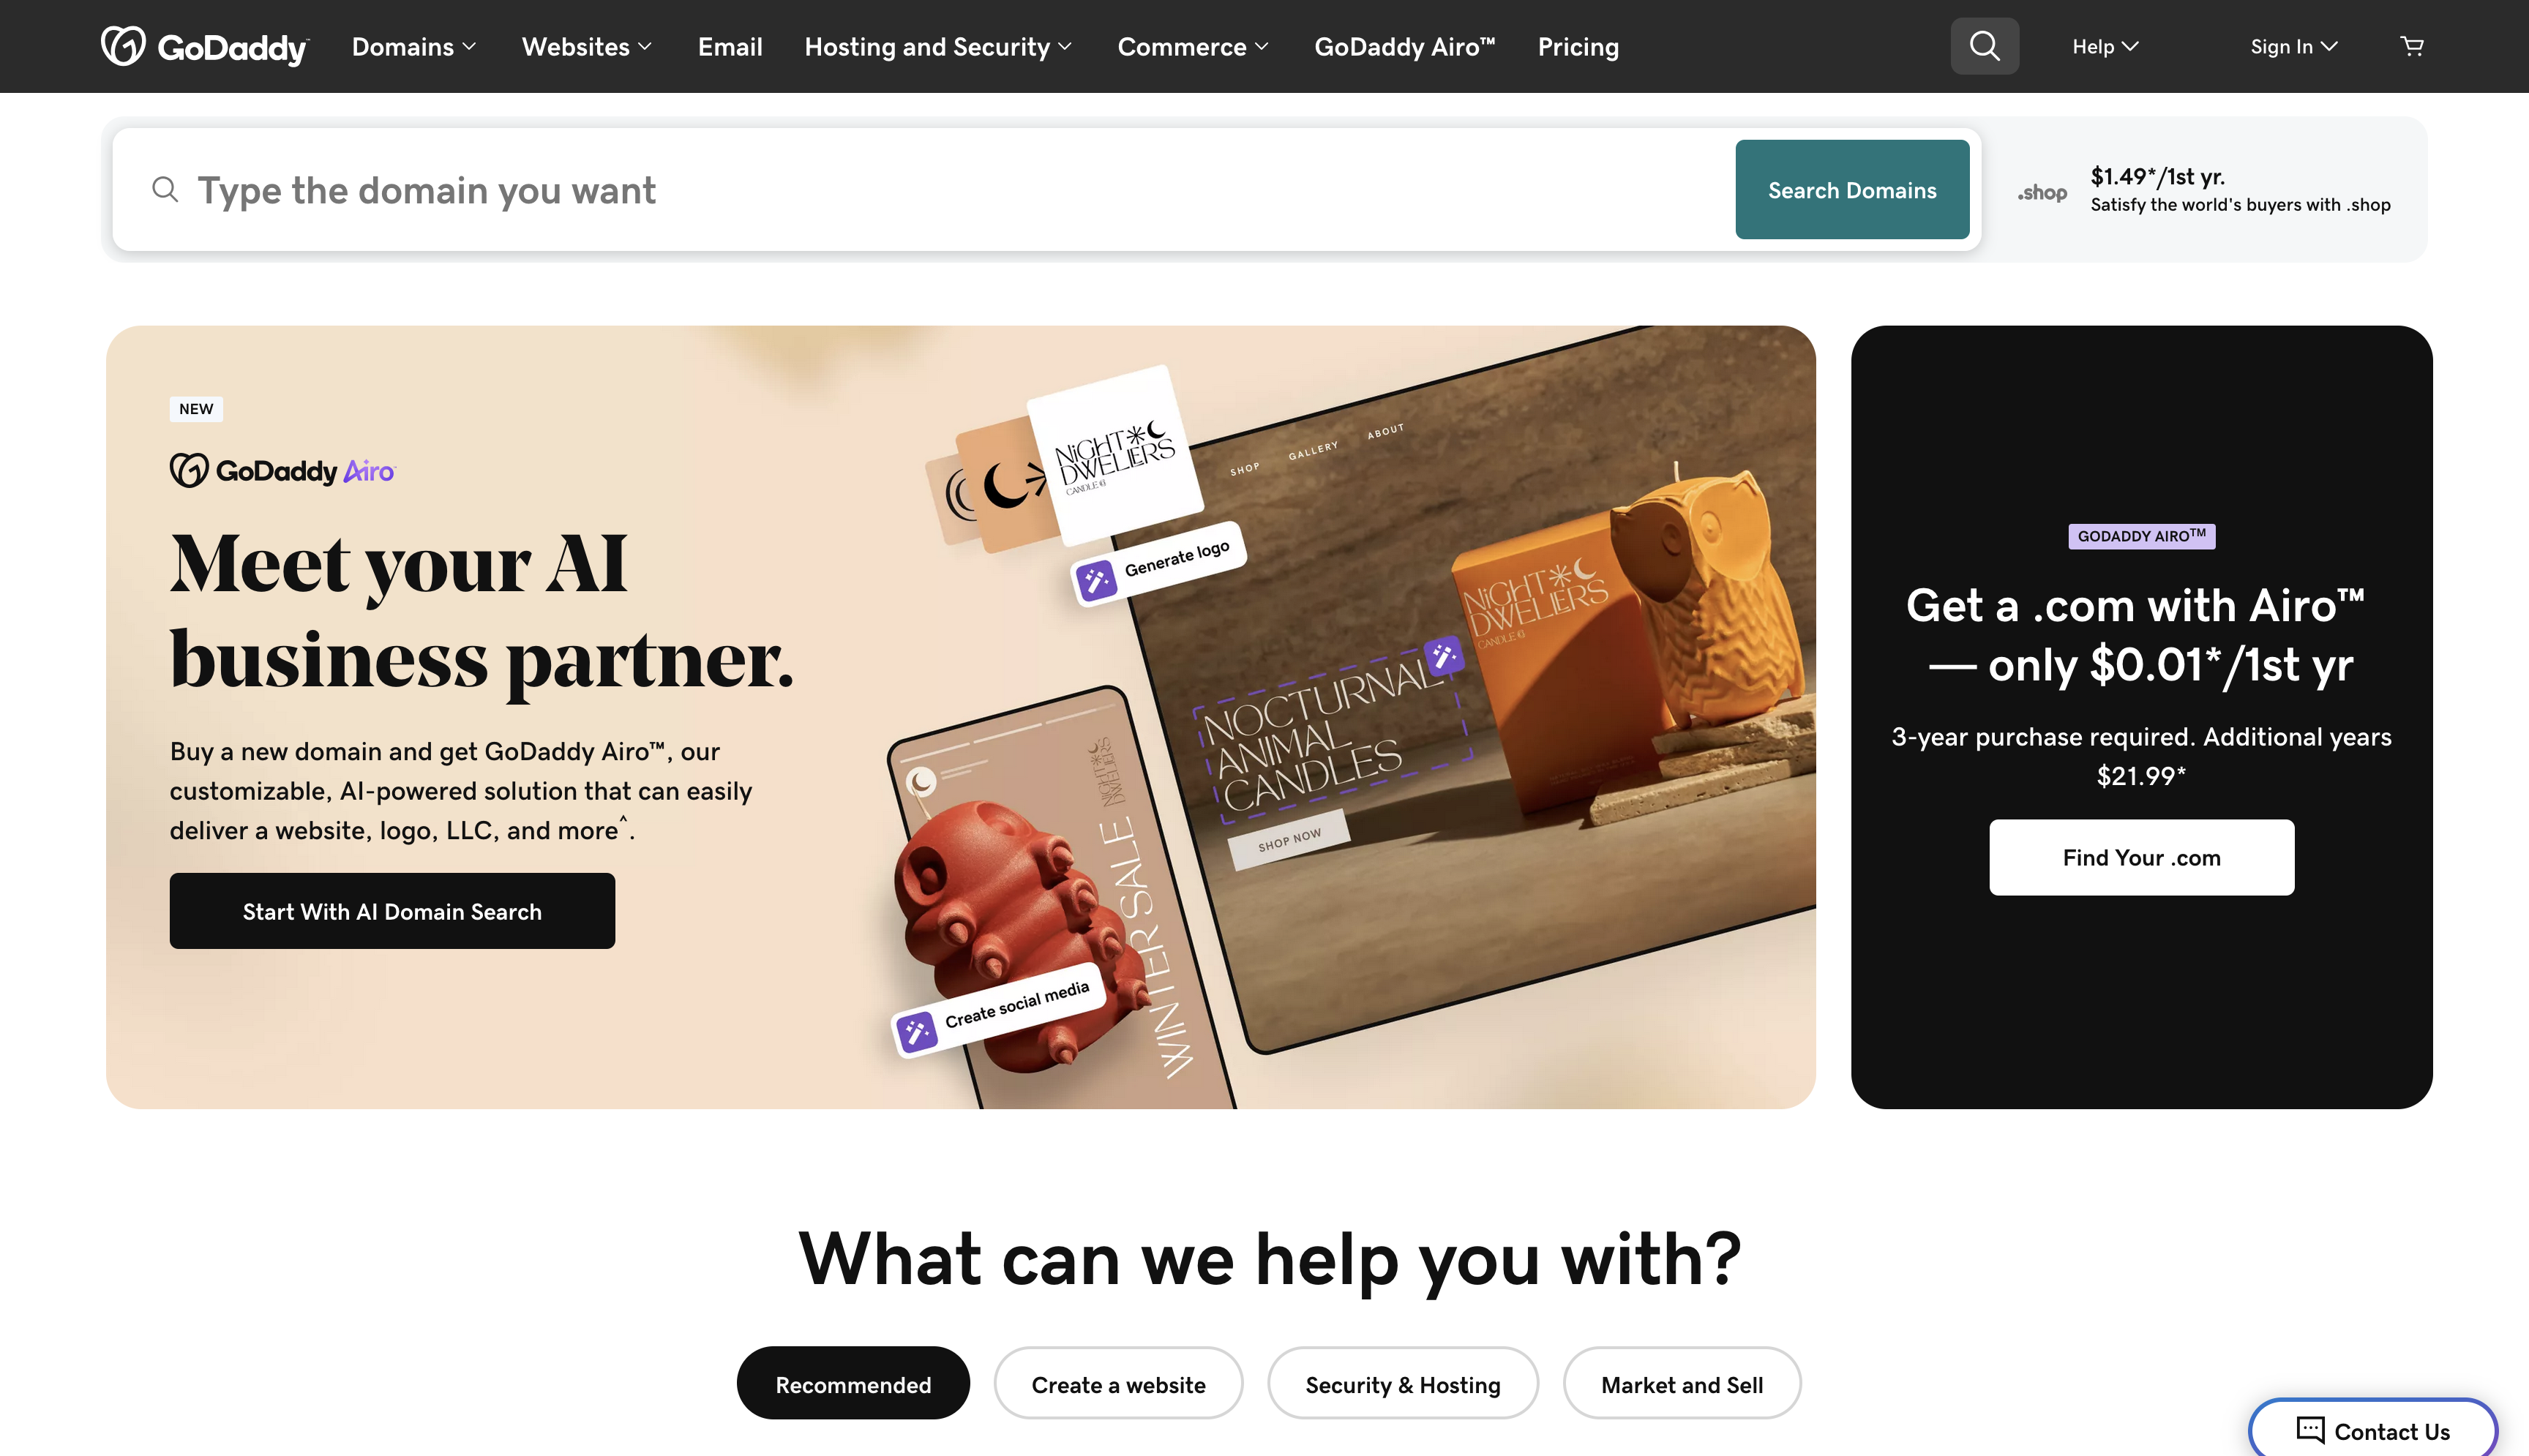 GoDaddy
Domains
Websites
Email
Hosting and Security
Commerce
GoDaddy Airo™
Pricing
Help
Sign In
Type the domain you want
Search Domains
.shop
$1.49*/1st yr.
Satisfy the world's buyers with .shop
NEW
GoDaddy Airo
Meet your AI
business partner.
Buy a new domain and get GoDaddy Airo™, our
customizable, AI-powered solution that can easily
deliver a website, logo, LLC, and more^.
Start With AI Domain Search
NiGHT
DWELLERS
CANDLE
Generate logo
SHOP
GALLERY
ABOUT
NiGHT
DWELLERS
CANDLE
NOCTURNAL
ANIMAL
CANDLES
SHOP NOW
NiGHT
DWELLERS
WINTER SALE
Create social media
GODADDY AIRO™
Get a .com with Airo™
— only $0.01*/1st yr
3-year purchase required. Additional years
$21.99*
Find Your .com
What can we help you with?
Recommended
Create a website
Security & Hosting
Market and Sell
Contact Us